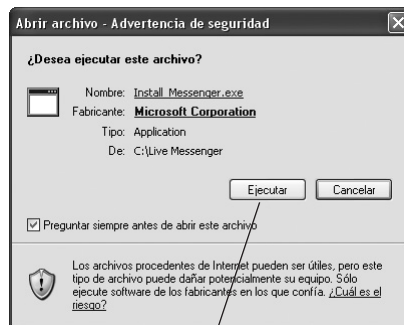 Abrir archivo - Advertencia de seguridad
¿Desea ejecutar este archivo?
Nombre: Install_Messenger.exe
Fabricante: Microsoft Corporation
Tipo: Application
De: C:\Live Messenger
Ejecutar Cancelar
Preguntar siempre antes de abrir este archivo
Los archivos procedentes de Internet pueden ser útiles, pero este
tipo de archivo puede dañar potencialmente su equipo. Sólo
ejecute software de los fabricantes en los que confía. ¿Cuál es el
riesgo?